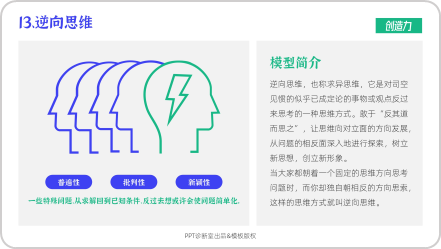 13.逆向思维
创造力
普遍性
批判性
新颖性
一些特殊问题,从求解回到已知条件,反过去想或许会使问题简单化.
模型简介
逆向思维，也称求异思维，它是对司空
见惯的似乎已成定论的事物或观点反过
来思考的一种思维方式。敢于“反其道
而思之”，让思维向对立面的方向发展，
从问题的相反面深入地进行探索，树立
新思想，创立新形象。
当大家都朝着一个固定的思维方向思考
问题时，而你却独自朝相反的方向思索，
这样的思维方式就叫逆向思维。
PPT@新童出品&模板版权